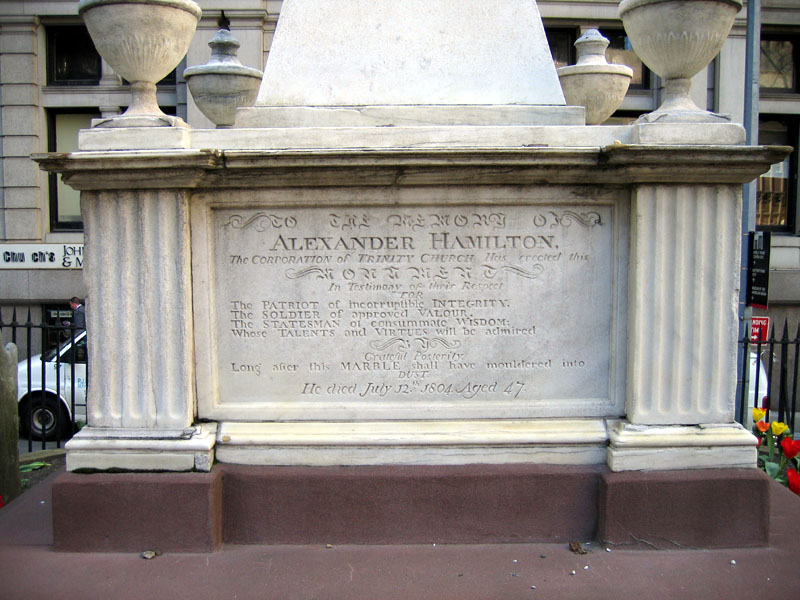 TO THE MEMORY OF
ALEXANDER HAMILTON,
The CORPORATION of TRINITY CHURCH Has erected this
MONUMENT
In Testimony of their Respect
FOR
The PATRIOT of incorruptible INTEGRITY.
The SOLDIER of approved VALOUR.
The STATESMAN of consummate WISDOM:
Whose TALENTS and VIRTUES will be admired
BY
Grateful Posterity.
Long after this MARBLE shall have mouldered into
DUST.
He died July 12th 1804. Aged 47.
Chu ch's